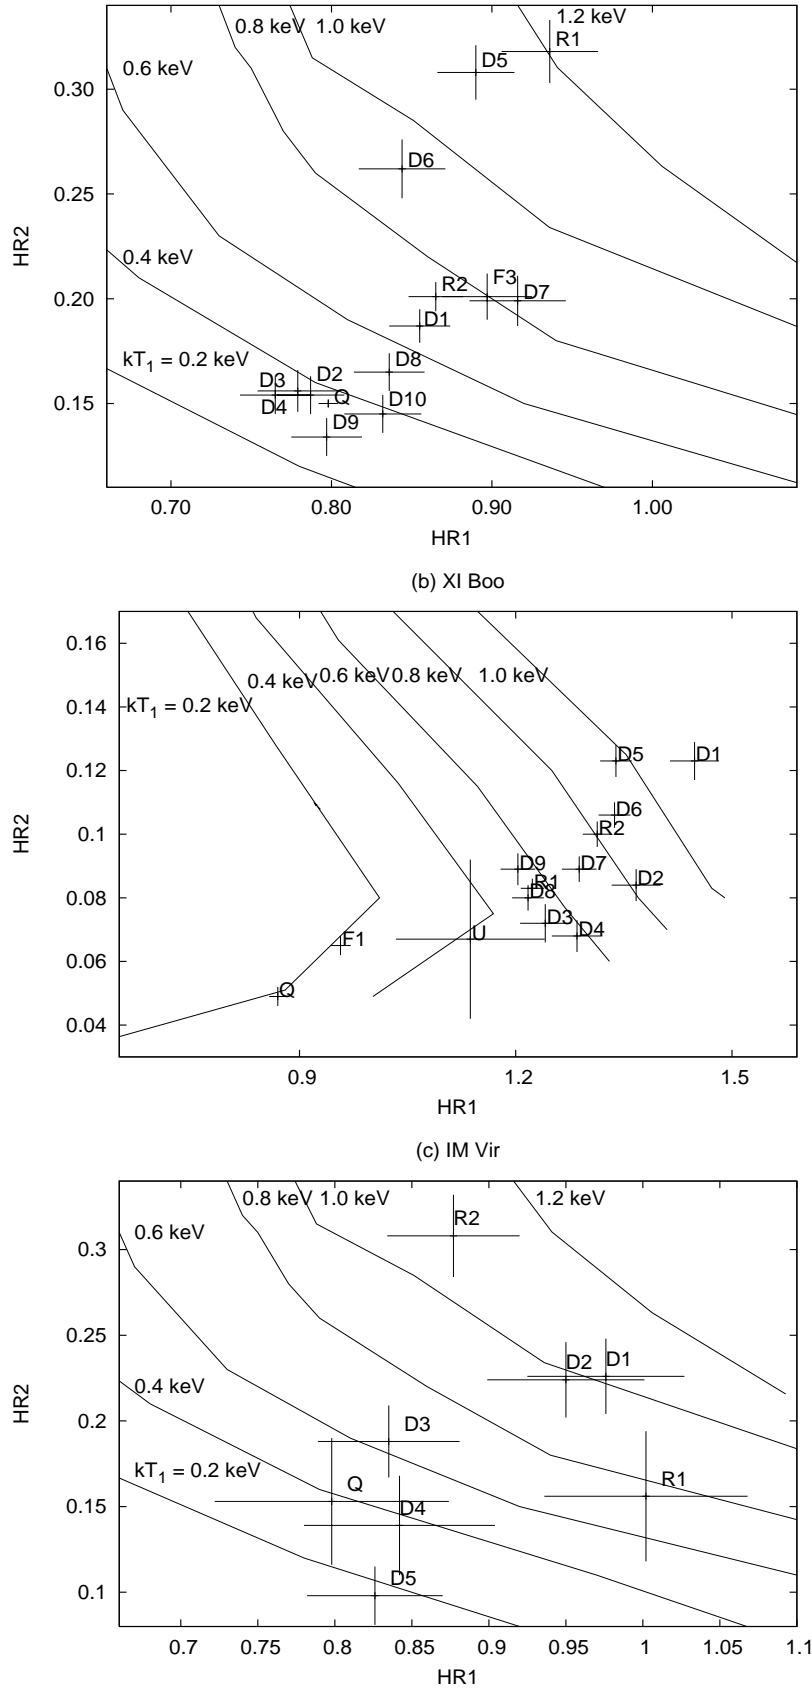 0.8 keV 1.0 keV 1.2 keV
R1
D5
0.30
0.6 keV
D6
0.25
HR2
0.4 keV
R2 F3 D7
0.20
D1
kT1 = 0.2 keV
D8
D3 D2
Q
D4 D10
0.15
D9
0.70 0.80 0.90 1.00
HR1
(b) XI Boo
0.16
0.4 keV 0.6 keV 0.8 keV 1.0 keV
kT1 = 0.2 keV
0.14
D5 D1
0.12
D6
R2
0.1
HR2
D9 D7
R1 D2
D8
0.08
D3 D4
F1 U
0.06
Q
0.04
0.9 1.2 1.5
HR1
(c) IM Vir
0.8 keV 1.0 keV 1.2 keV
R2
0.6 keV
0.3
0.25
D2 D1
HR2
0.4 keV
0.2
D3
kT1 = 0.2 keV
Q R1
0.15
D4
D5
0.1
0.7 0.75 0.8 0.85 0.9 0.95 1 1.05 1.1
HR1